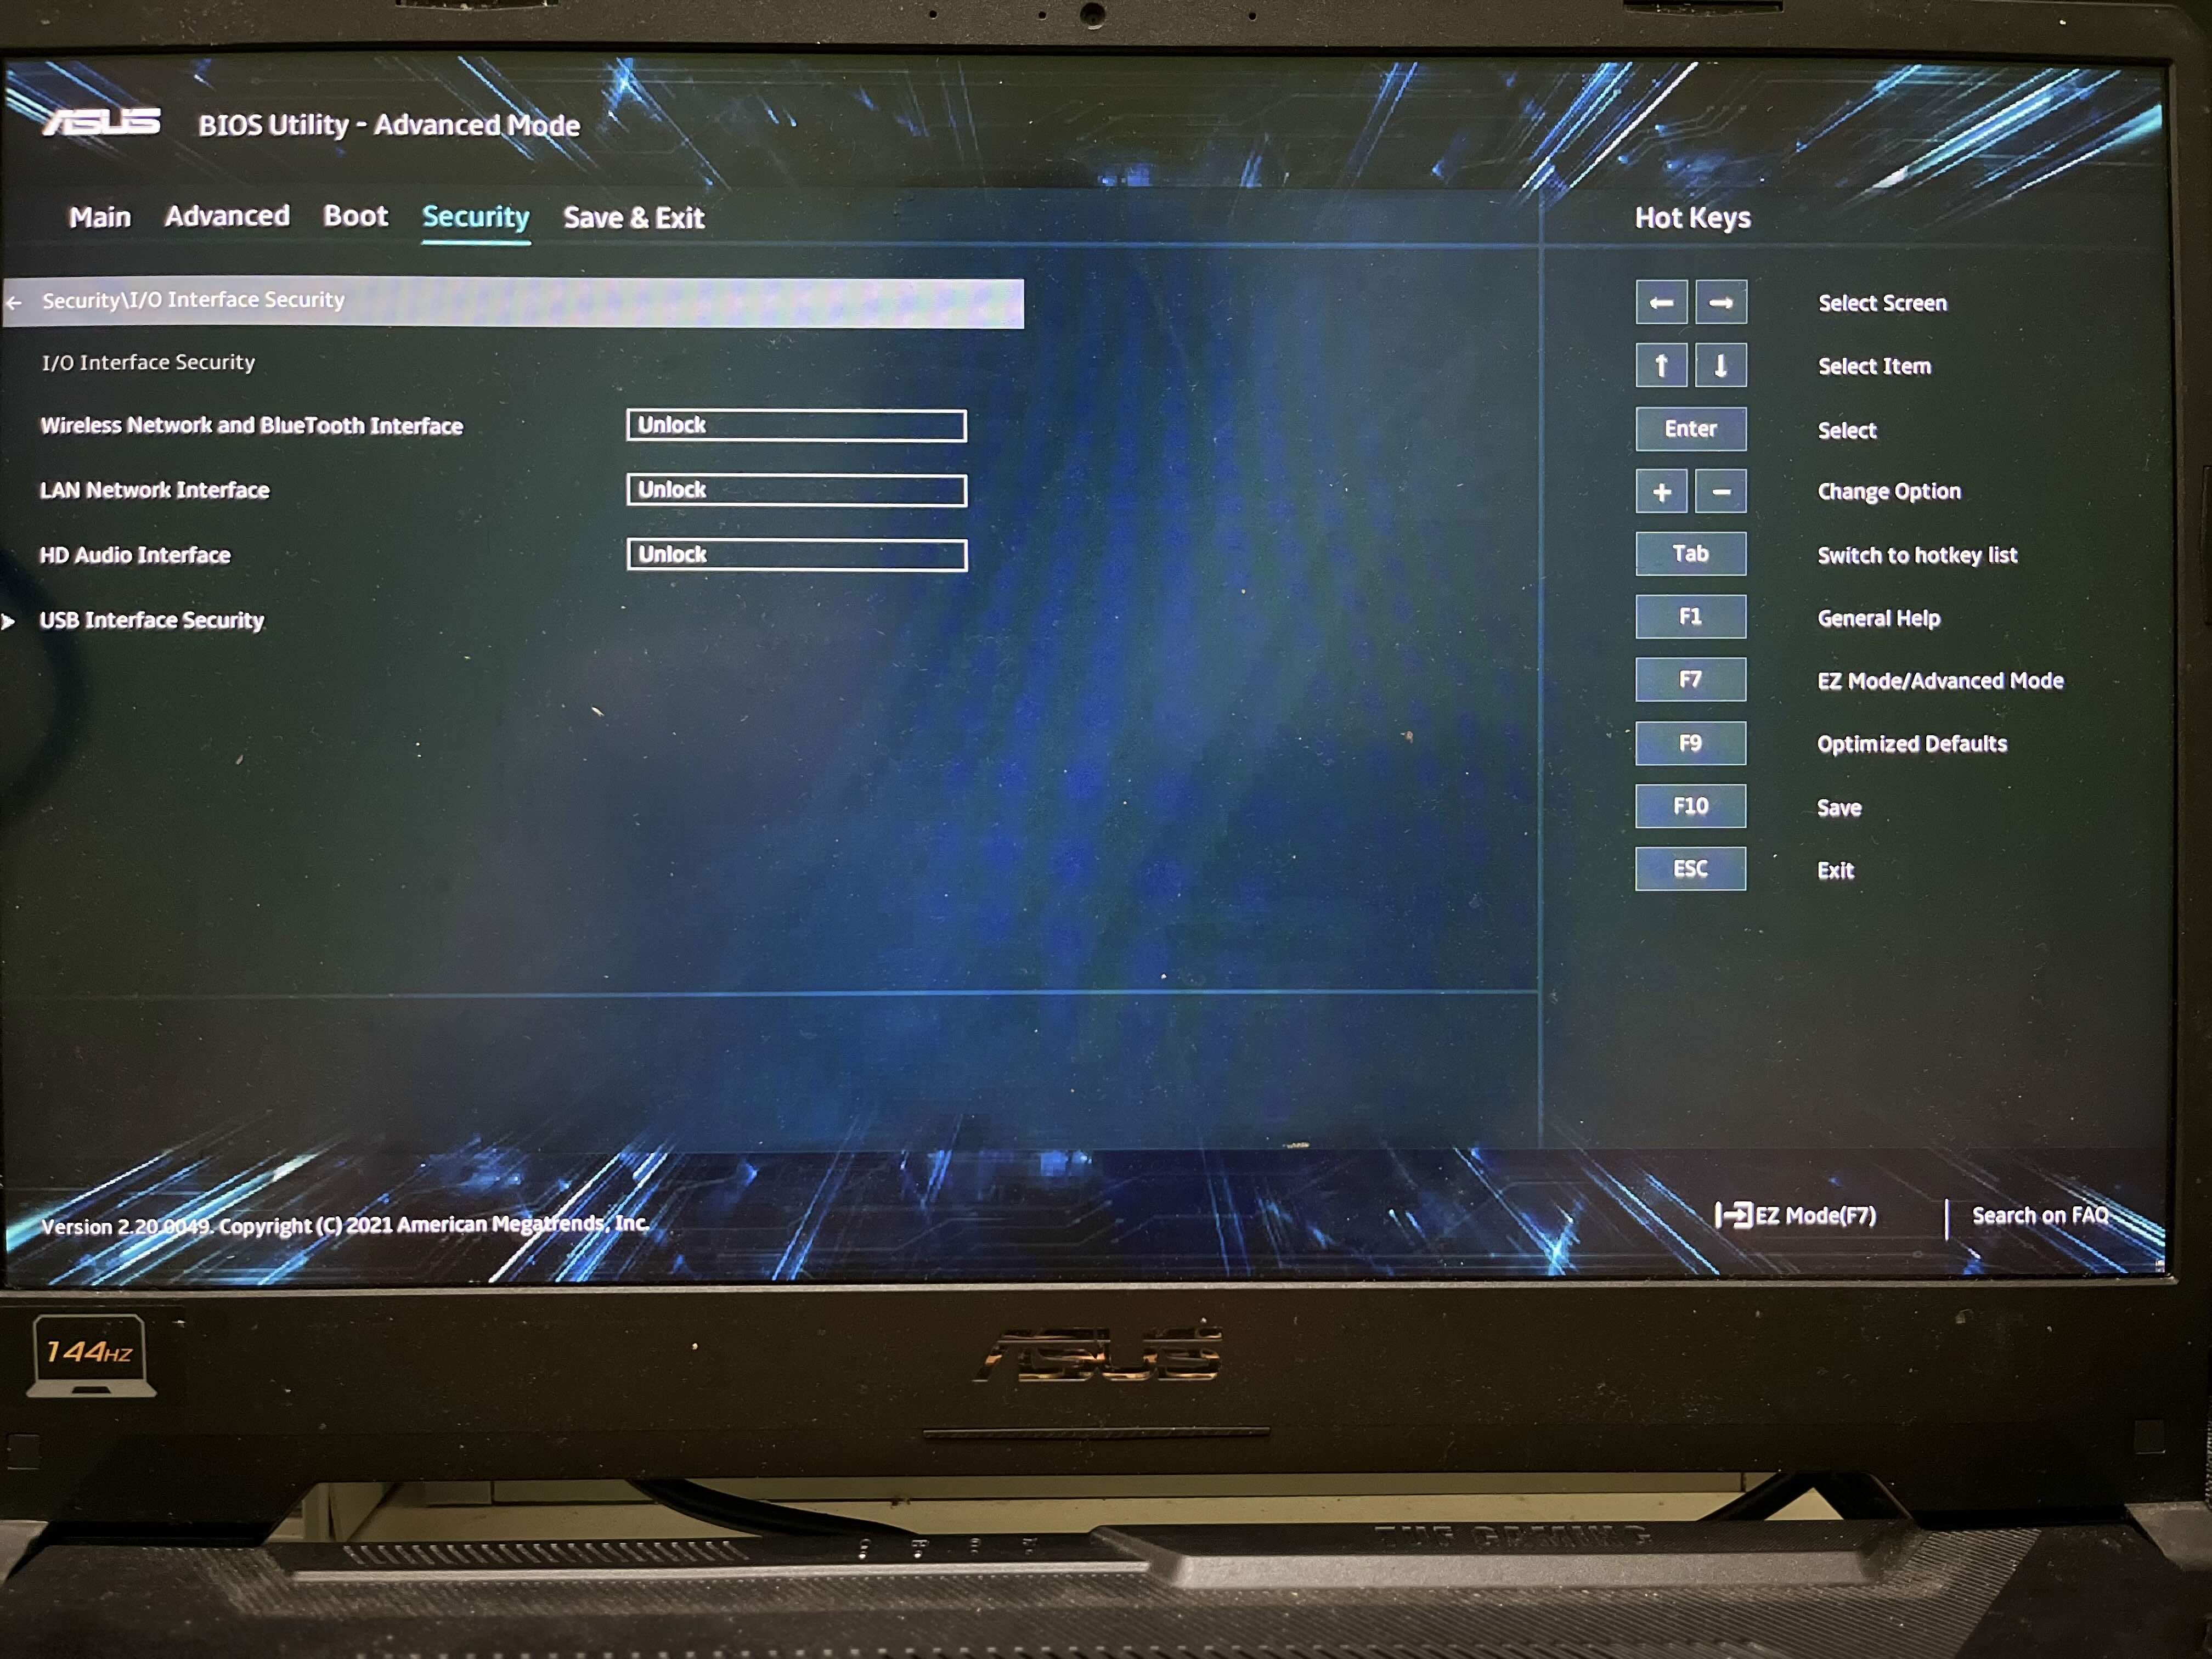 ASUS BIOS Utility - Advanced Mode
Main Advanced Boot Security Save & Exit
Hot Keys
← Security\I/O Interface Security
I/O Interface Security
Wireless Network and BlueTooth Interface Unlock
LAN Network Interface Unlock
HD Audio Interface Unlock
USB Interface Security
← → Select Screen
↑ ↓ Select Item
Enter Select
+ − Change Option
Tab Switch to hotkey list
F1 General Help
F7 EZ Mode/Advanced Mode
F9 Optimized Defaults
F10 Save
ESC Exit
Version 2.20.0049. Copyright (C) 2021 American Megatrends, Inc.
EZ Mode(F7) | Search on FAQ
144HZ
ASUS
TUF GAMING